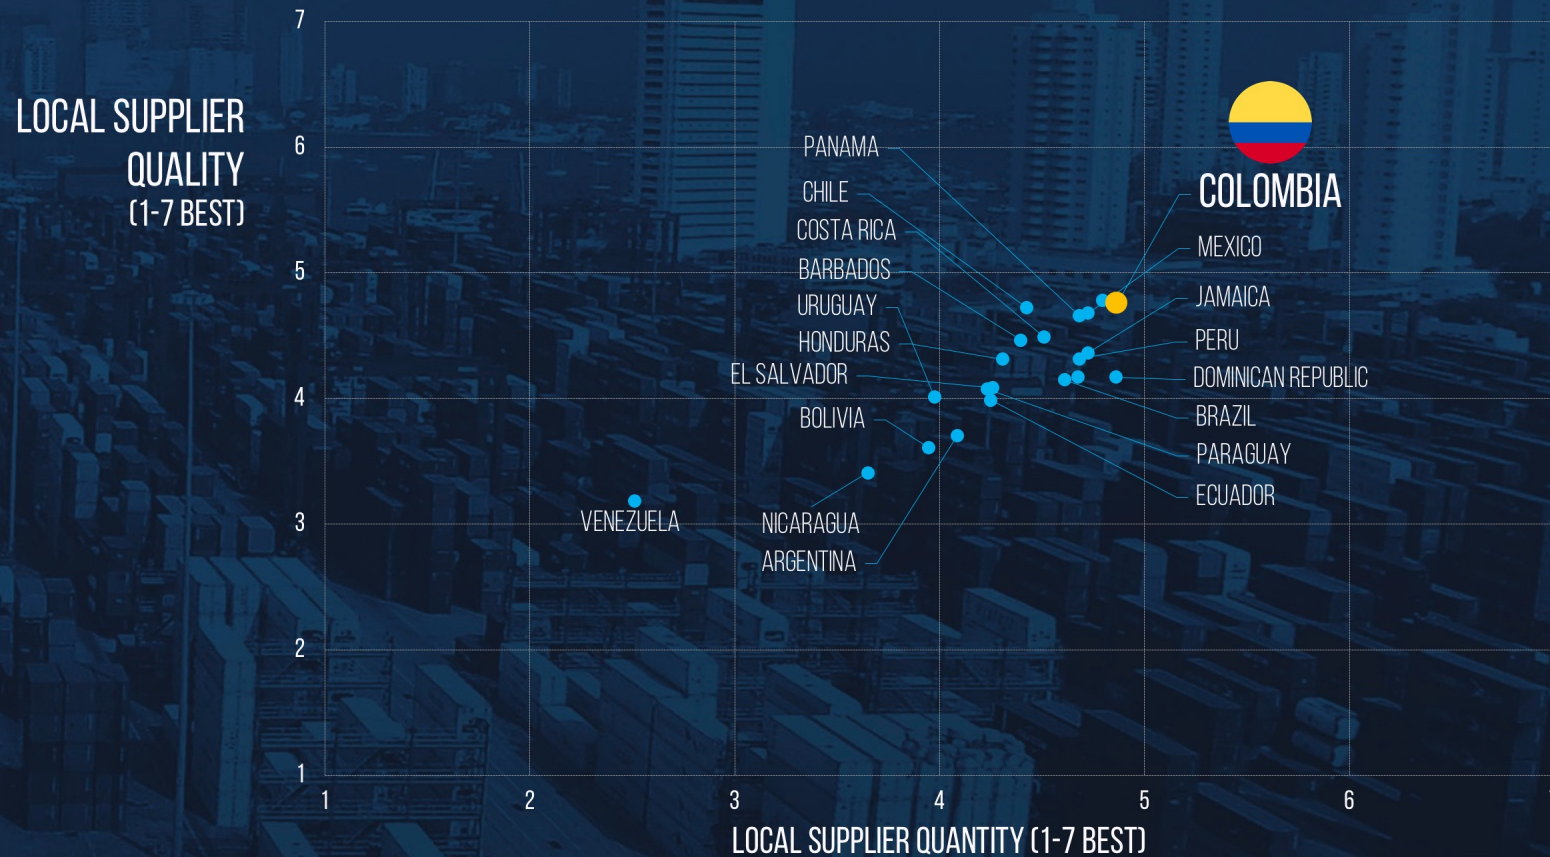 LOCAL SUPPLIER
QUALITY
(1-7 BEST)
7
6
5
4
3
2
1
PANAMA
CHILE
COSTA RICA
BARBADOS
URUGUAY
HONDURAS
EL SALVADOR
BOLIVIA
VENEZUELA
NICARAGUA
ARGENTINA
COLOMBIA
MEXICO
JAMAICA
PERU
DOMINICAN REPUBLIC
BRAZIL
PARAGUAY
ECUADOR
1 2 3 4 5 6
LOCAL SUPPLIER QUANTITY (1-7 BEST)